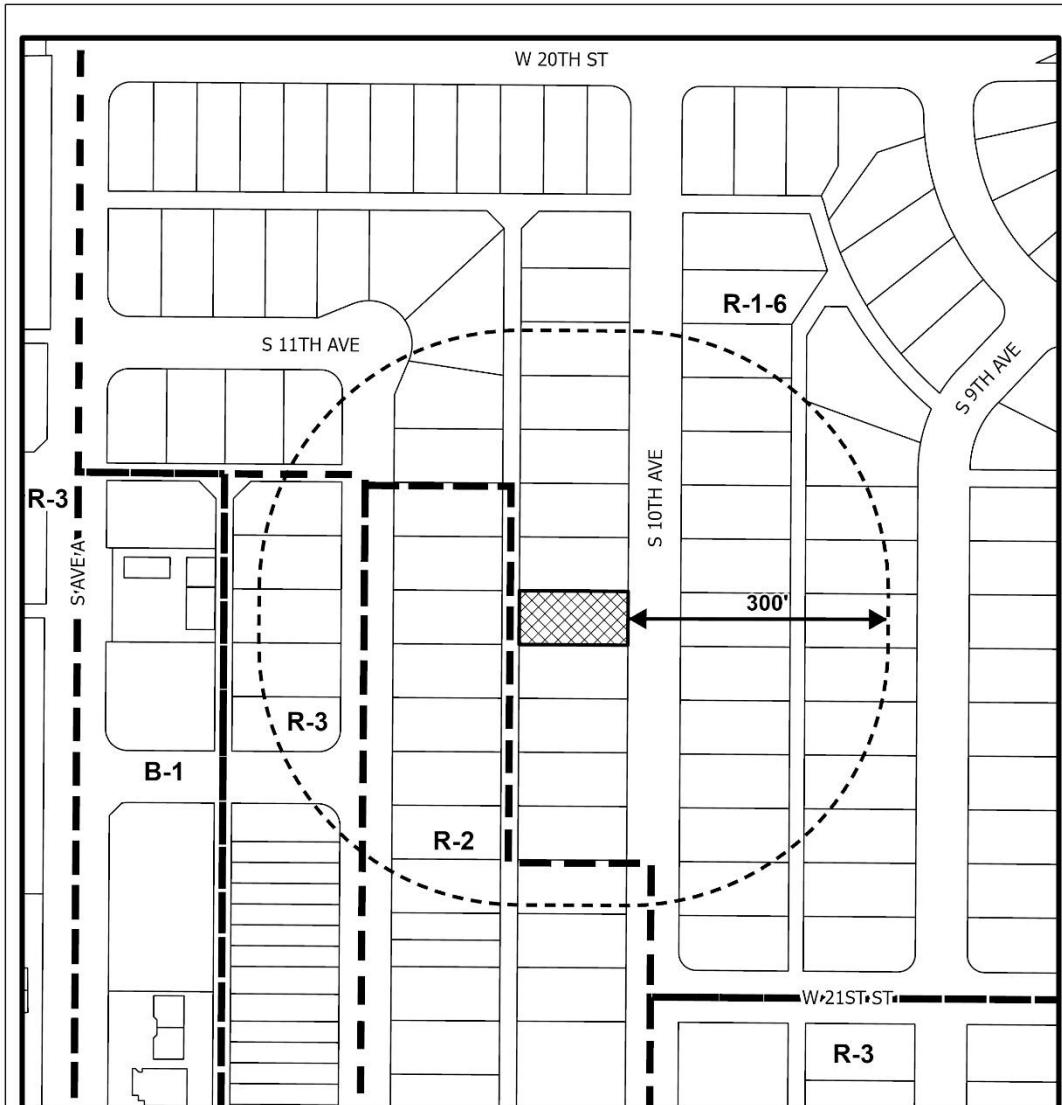 W 20TH ST
R-1-6
S 11TH AVE
S 9TH AVE
S 10TH AVE
R-3
S AVE A
300'
R-3
B-1
R-2
W 21ST ST
R-3